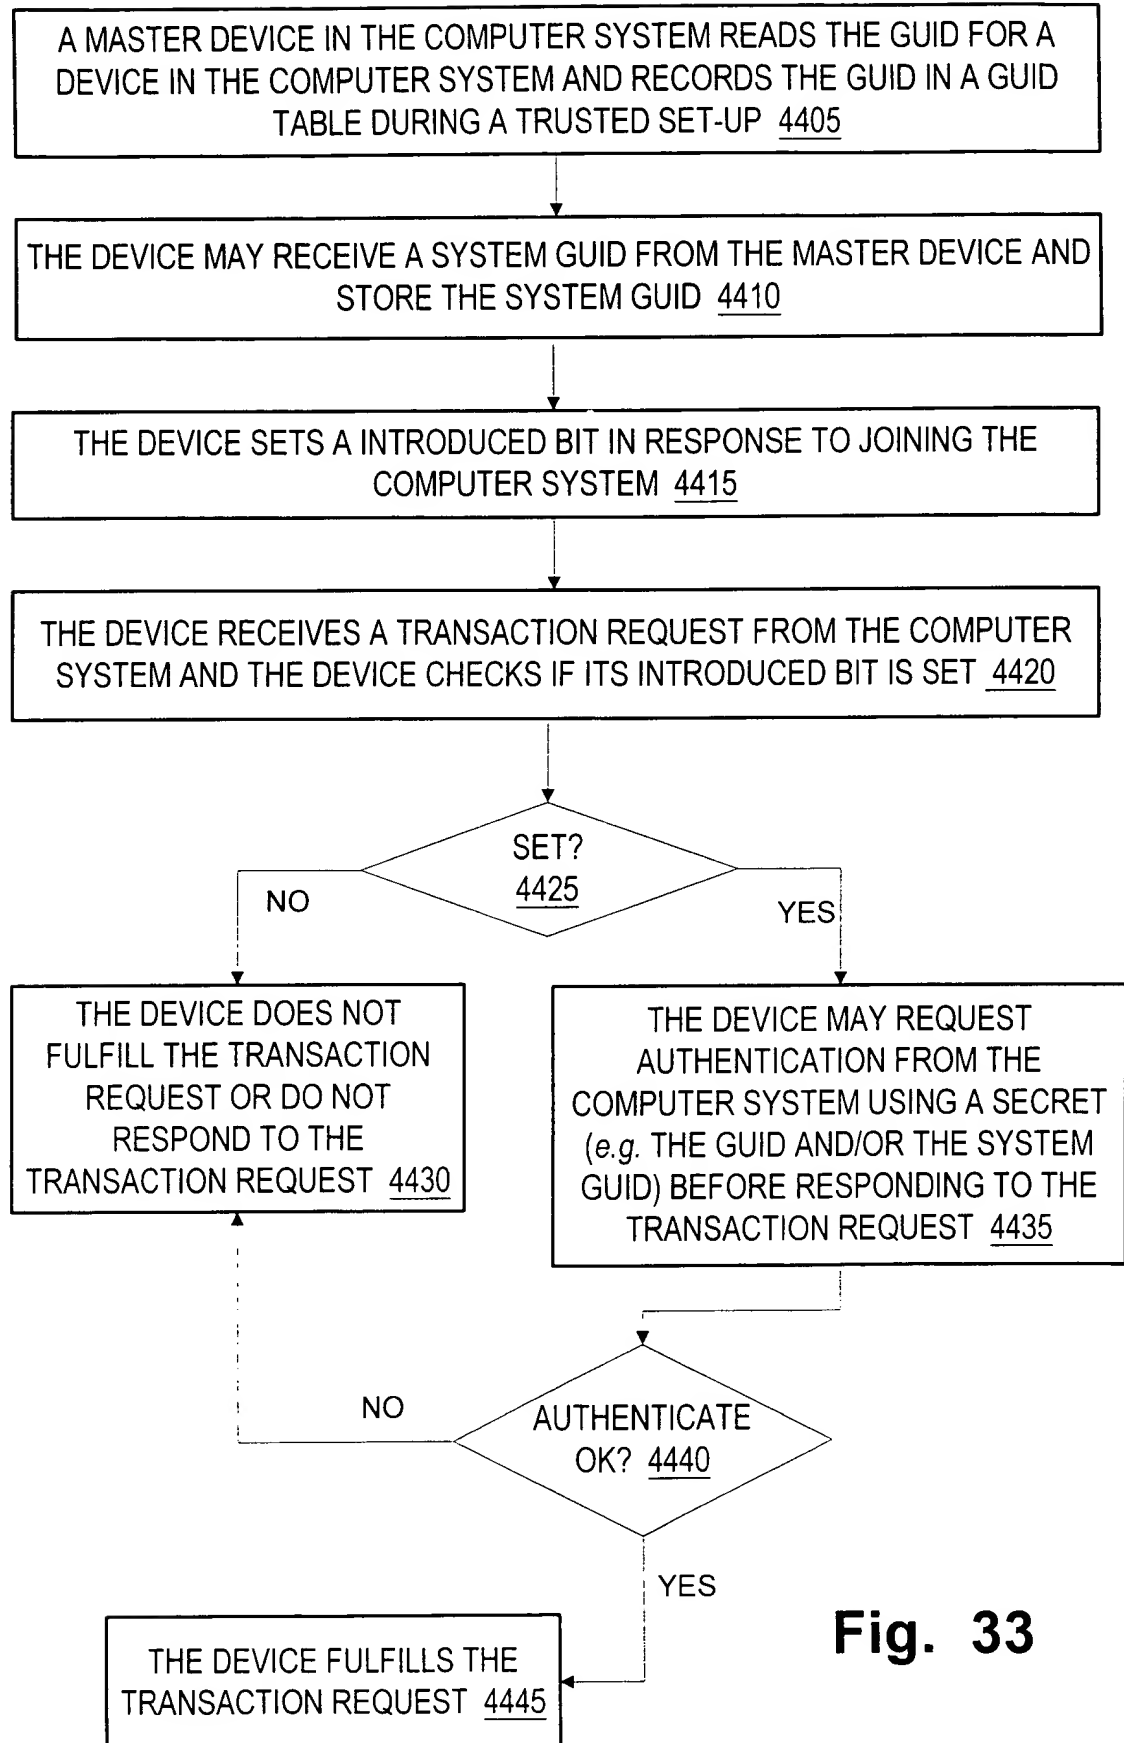 A MASTER DEVICE IN THE COMPUTER SYSTEM READS THE GUID FOR A
DEVICE IN THE COMPUTER SYSTEM AND RECORDS THE GUID IN A GUID
TABLE DURING A TRUSTED SET-UP 4405
THE DEVICE MAY RECEIVE A SYSTEM GUID FROM THE MASTER DEVICE AND
STORE THE SYSTEM GUID 4410
THE DEVICE SETS A INTRODUCED BIT IN RESPONSE TO JOINING THE
COMPUTER SYSTEM 4415
THE DEVICE RECEIVES A TRANSACTION REQUEST FROM THE COMPUTER
SYSTEM AND THE DEVICE CHECKS IF ITS INTRODUCED BIT IS SET 4420
SET?
4425
NO
YES
THE DEVICE DOES NOT
FULFILL THE TRANSACTION
REQUEST OR DO NOT
RESPOND TO THE
TRANSACTION REQUEST 4430
THE DEVICE MAY REQUEST
AUTHENTICATION FROM THE
COMPUTER SYSTEM USING A SECRET
(e.g. THE GUID AND/OR THE SYSTEM
GUID) BEFORE RESPONDING TO THE
TRANSACTION REQUEST 4435
NO
AUTHENTICATE
OK? 4440
YES
THE DEVICE FULFILLS THE
TRANSACTION REQUEST 4445
Fig. 33